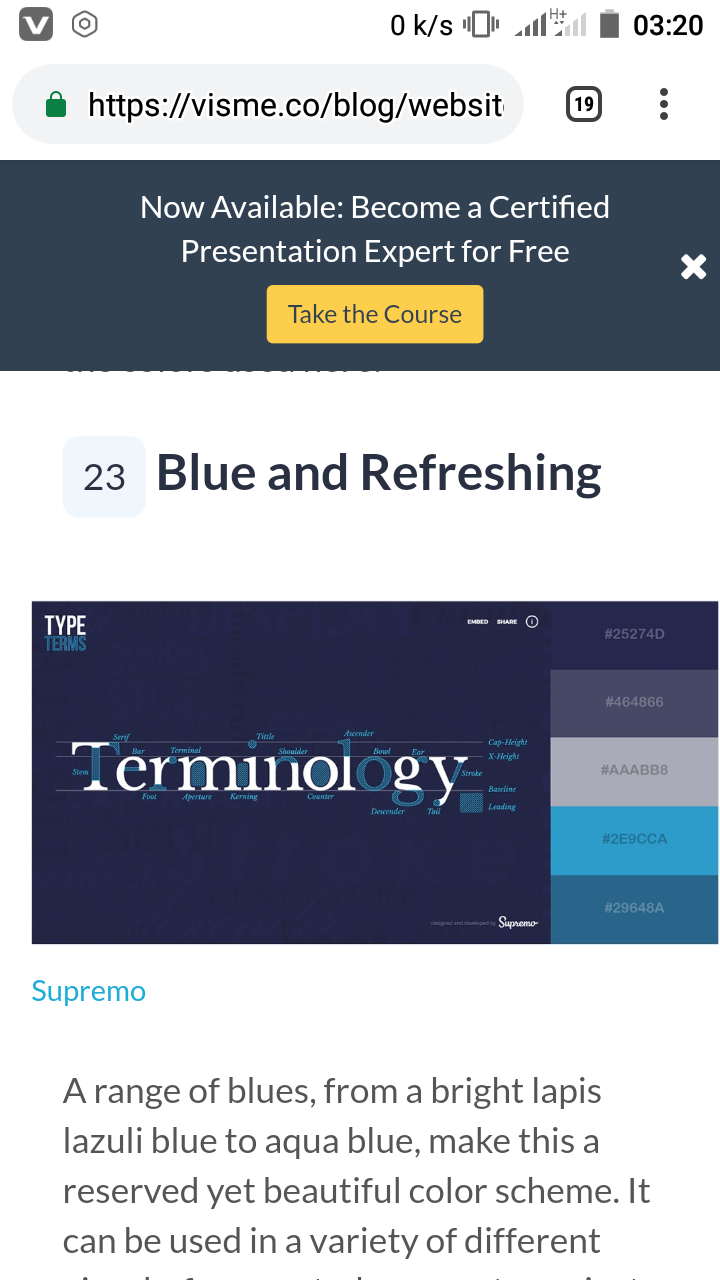 0 k/s H+ 03:20
https://visme.co/blog/websit
19
Now Available: Become a Certified
Presentation Expert for Free
Take the Course
23 Blue and Refreshing
TYPE
TERMS
EMBED SHARE i
#25274D
#464866
#AAABB8
#2E9CCA
#29648A
Serif Tittle Ascender Cap-Height
Bar Terminal Shoulder Bowl Ear X-Height
Terminology
Stem Stroke
Baseline
Foot Aperture Kerning Counter Leading
Descender Tail
designed and developed by Supremo
Supremo
A range of blues, from a bright lapis
lazuli blue to aqua blue, make this a
reserved yet beautiful color scheme. It
can be used in a variety of different